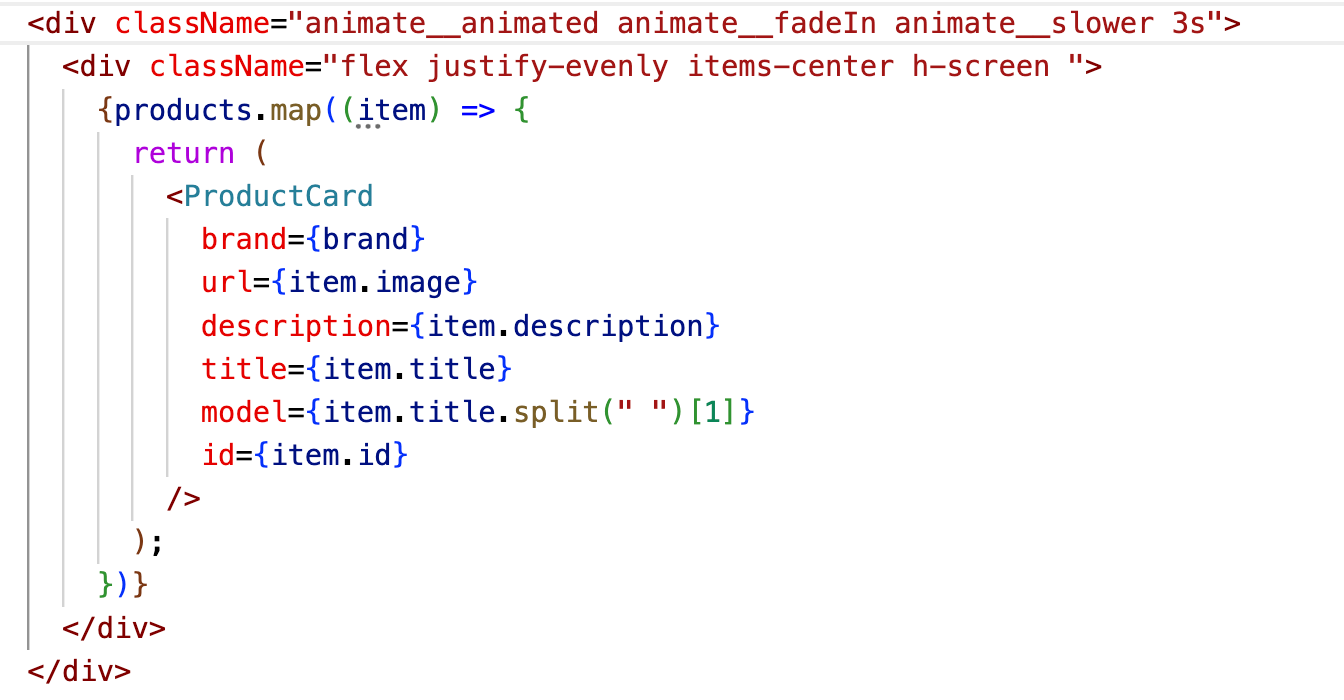 <div className="animate__animated animate__fadeIn animate__slower 3s">
<div className="flex justify-evenly items-center h-screen ">
{products.map((item) => {
return (
<ProductCard
brand={brand}
url={item.image}
description={item.description}
title={item.title}
model={item.title.split(" ")[1]}
id={item.id}
/>
);
})}
</div>
</div>